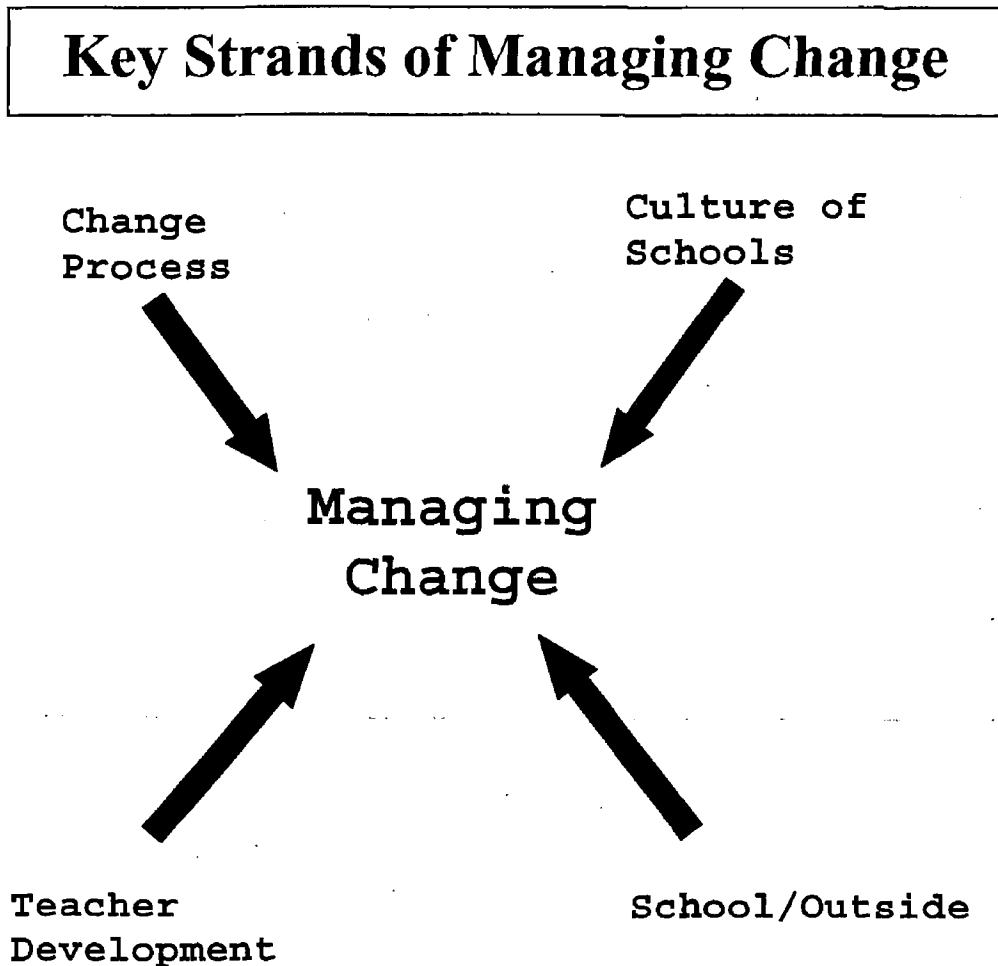 Key Strands of Managing Change
Change
Process
Culture of
Schools
Managing
Change
Teacher
Development
School/Outside